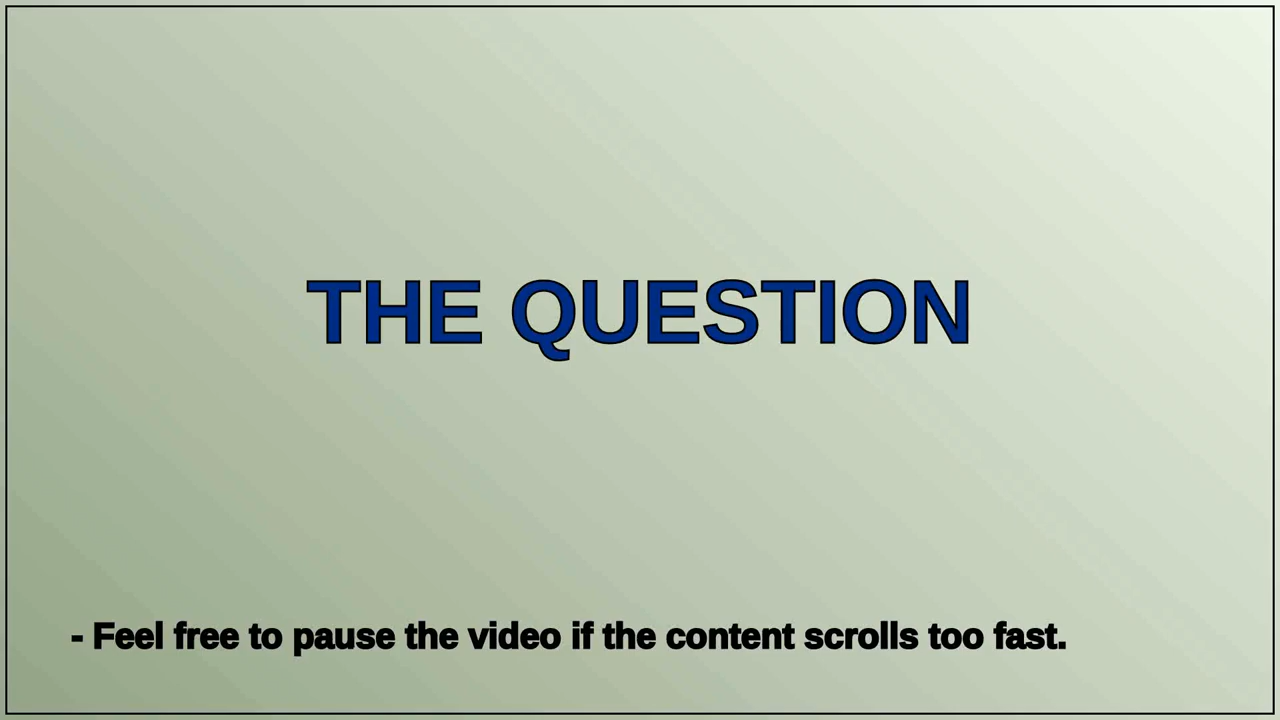 THE QUESTION
- Feel free to pause the video if the content scrolls too fast.